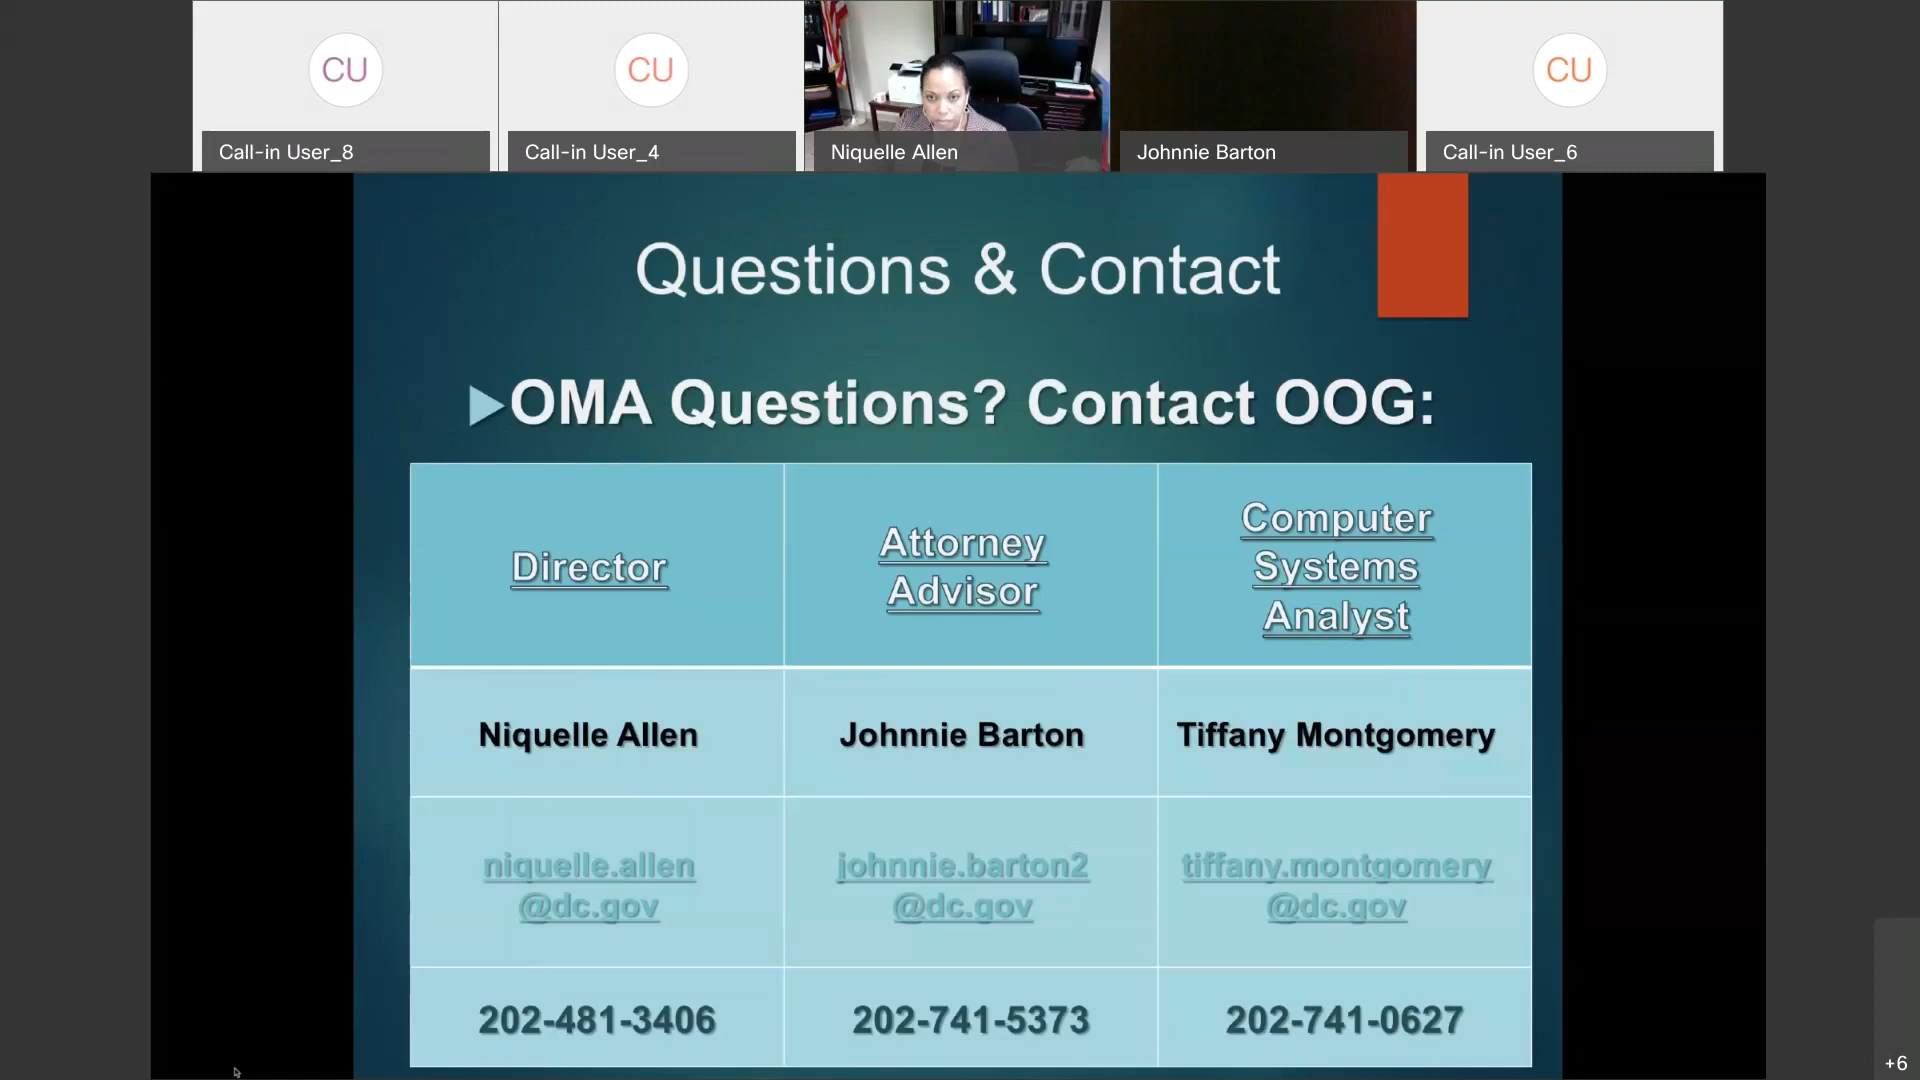 CU
CU
CU
Call-in User_8
Call-in User_4
Niquelle Allen
Johnnie Barton
Call-in User_6
Questions & Contact
OMA Questions? Contact OOG:
Director
Attorney
Advisor
Computer
Systems
Analyst
Niquelle Allen
Johnnie Barton
Tiffany Montgomery
niquelle.allen
@dc.gov
johnnie.barton2
@dc.gov
tiffany.montgomery
@dc.gov
202-481-3406
202-741-5373
202-741-0627
+6